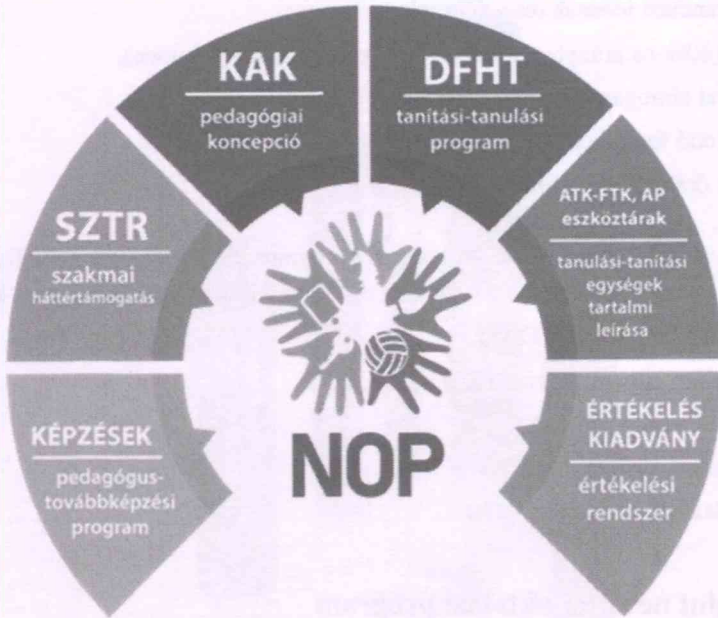 KAK
pedagógiai
koncepció
DFHT
tanítási-tanulási
program
SZTR
szakmai
háttértámogatás
ATK-FTK, AP
eszköztárak
tanulási-tanítási
egységek
tartalmi
leírása
KÉPZÉSEK
pedagógus-
továbbképzési
program
ÉRTÉKELÉS
KIADVÁNY
értékelési
rendszer
NOP